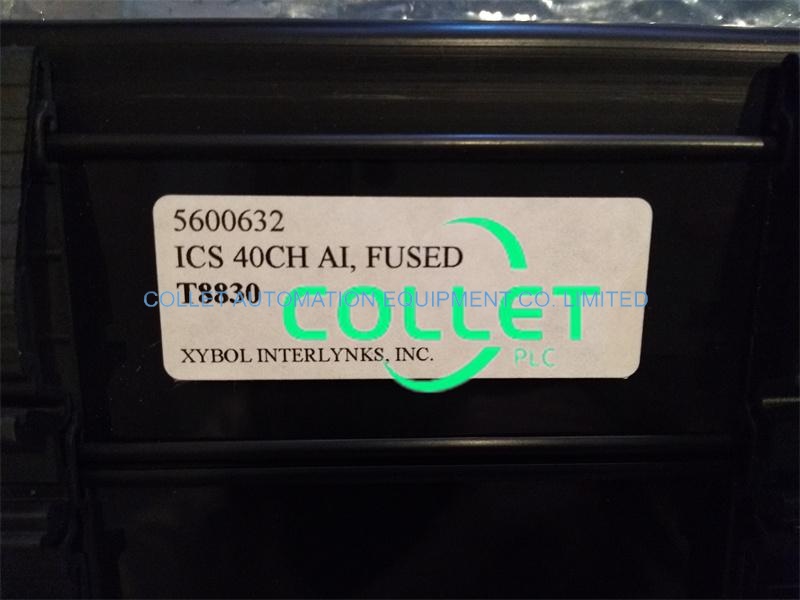 5600632
ICS 40CH AI, FUSED
T8830
COLLET AUTOMATION EQUIPMENT CO. LIMITED
COLLET
PLC
XYBOL INTERLYNKS, INC.